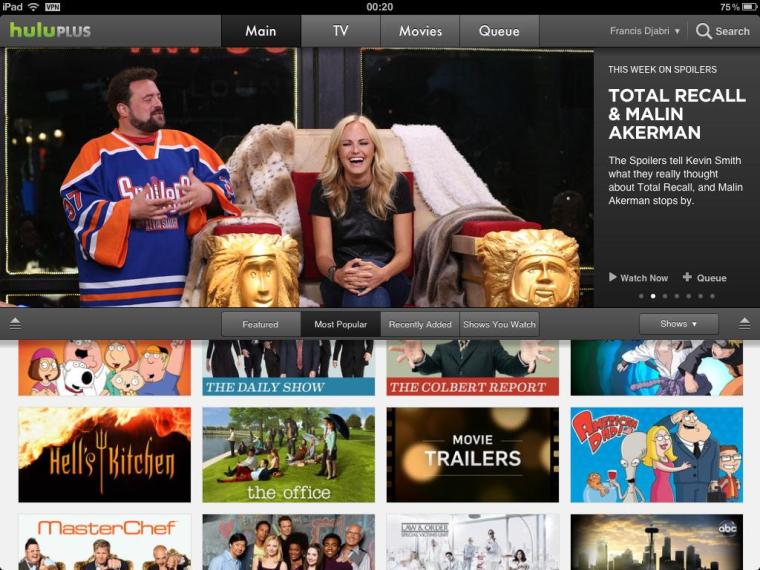 iPad VPN 00:20 75%
hulu PLUS Main TV Movies Queue Francis Djabri Search
THIS WEEK ON SPOILERS
TOTAL RECALL
& MALIN
AKERMAN
The Spoilers tell Kevin Smith
what they really thought
about Total Recall, and Malin
Akerman stops by.
Spoilers
37
Watch Now Queue
Featured Most Popular Recently Added Shows You Watch Shows
THE DAILY SHOW
THE COLBERT REPORT
Hell's Kitchen
the office
MOVIE
TRAILERS
AMERICAN
DAD!
MasterChef
LAW & ORDER
SPECIAL VICTIMS UNIT
abc